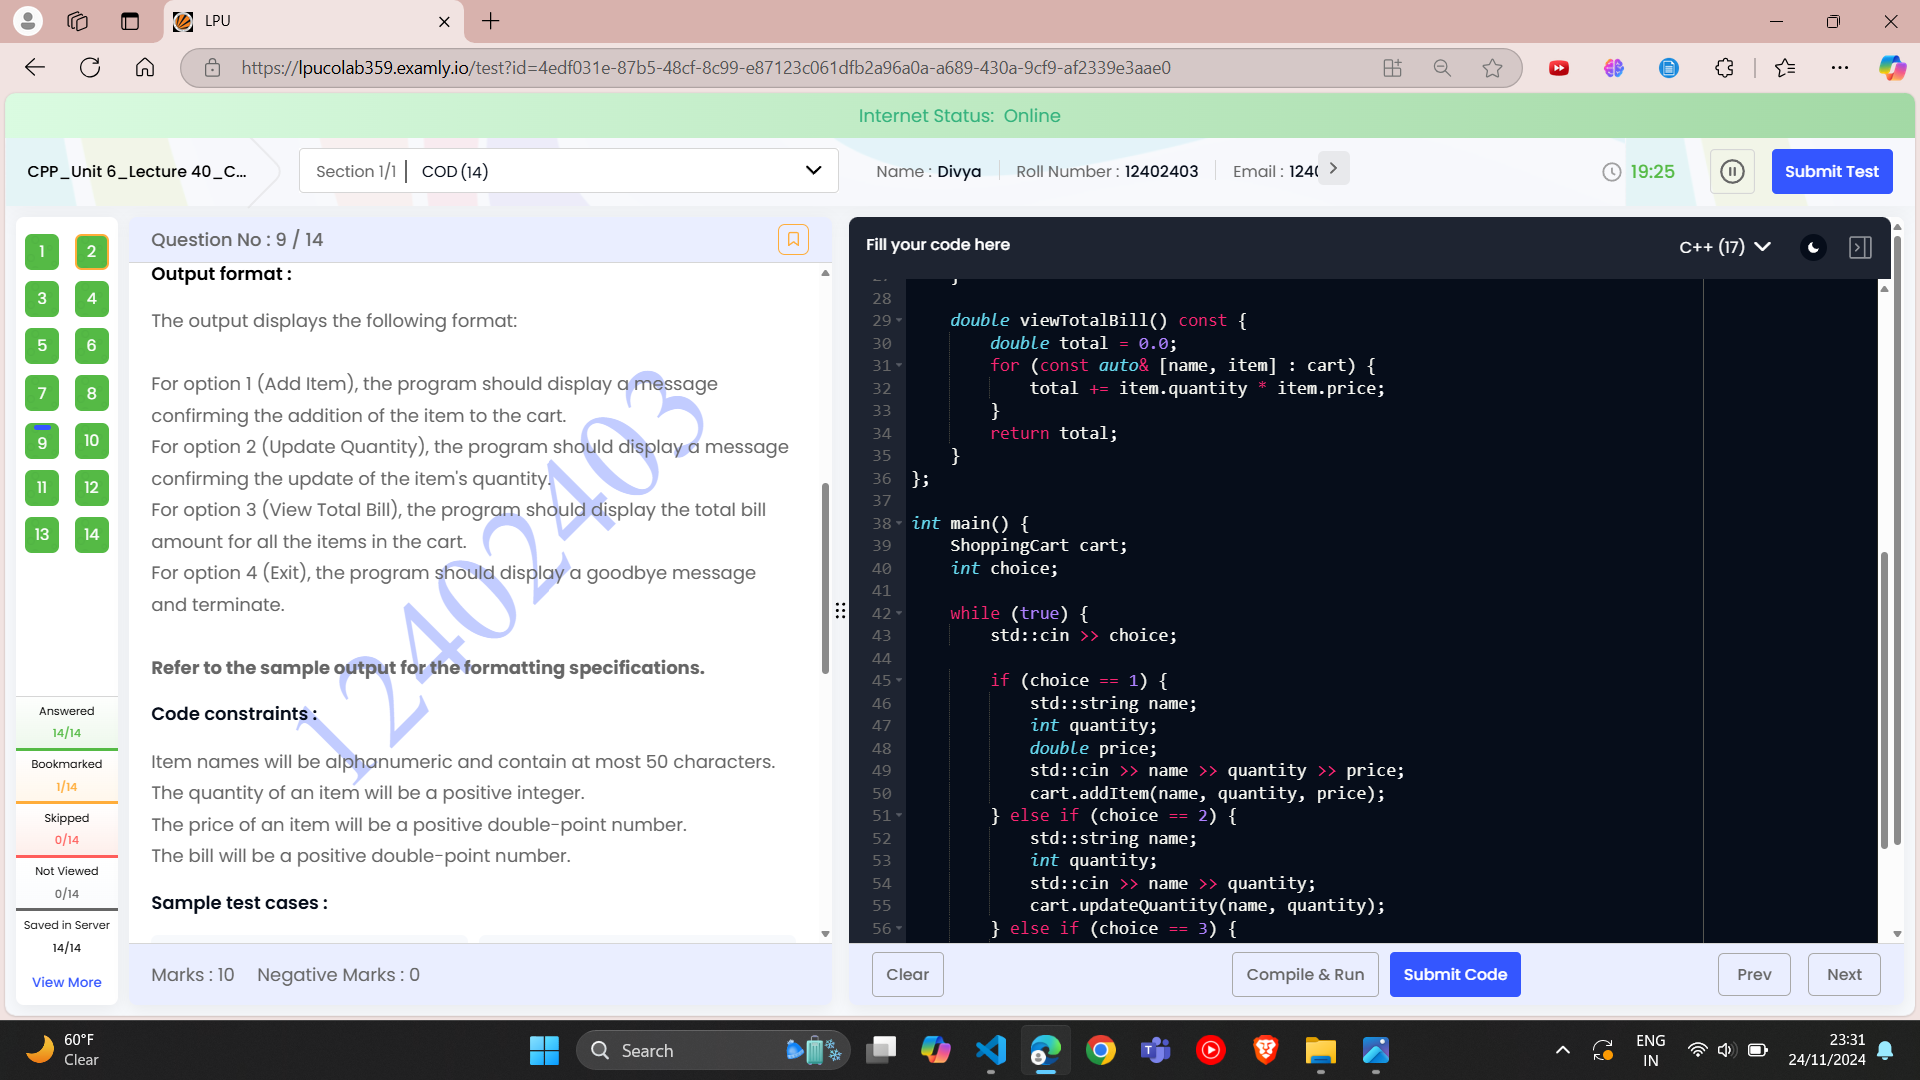 LPU
https://lpucolab359.examly.io/test?id=4edf031e-87b5-48cf-8c99-e87123c061dfb2a96a0a-a689-430a-9cf9-af2339e3aae0
Internet Status: Online
CPP_Unit 6_Lecture 40_C...
Section 1/1 | COD (14)
Name : Divya
Roll Number : 12402403
Email : 124
19:25
Submit Test
1 2
3 4
5 6
7 8
9 10
11 12
13 14
Answered
14/14
Bookmarked
1/14
Skipped
0/14
Not Viewed
0/14
Saved in Server
14/14
View More
Question No : 9 / 14
Output format :
The output displays the following format:
For option 1 (Add Item), the program should display a message
confirming the addition of the item to the cart.
For option 2 (Update Quantity), the program should display a message
confirming the update of the item's quantity.
For option 3 (View Total Bill), the program should display the total bill
amount for all the items in the cart.
For option 4 (Exit), the program should display a goodbye message
and terminate.
Refer to the sample output for the formatting specifications.
Code constraints :
Item names will be alphanumeric and contain at most 50 characters.
The quantity of an item will be a positive integer.
The price of an item will be a positive double-point number.
The bill will be a positive double-point number.
Sample test cases :
12402403
Marks : 10 Negative Marks : 0
Fill your code here
C++ (17)
27 }
28
29 double viewTotalBill() const {
30 double total = 0.0;
31 for (const auto& [name, item] : cart) {
32 total += item.quantity * item.price;
33 }
34 return total;
35 }
36 };
37
38 int main() {
39 ShoppingCart cart;
40 int choice;
41
42 while (true) {
43 std::cin >> choice;
44
45 if (choice == 1) {
46 std::string name;
47 int quantity;
48 double price;
49 std::cin >> name >> quantity >> price;
50 cart.addItem(name, quantity, price);
51 } else if (choice == 2) {
52 std::string name;
53 int quantity;
54 std::cin >> name >> quantity;
55 cart.updateQuantity(name, quantity);
56 } else if (choice == 3) {
Clear
Compile & Run
Submit Code
Prev
Next
60°F
Clear
Search
ENG
IN
23:31
24/11/2024